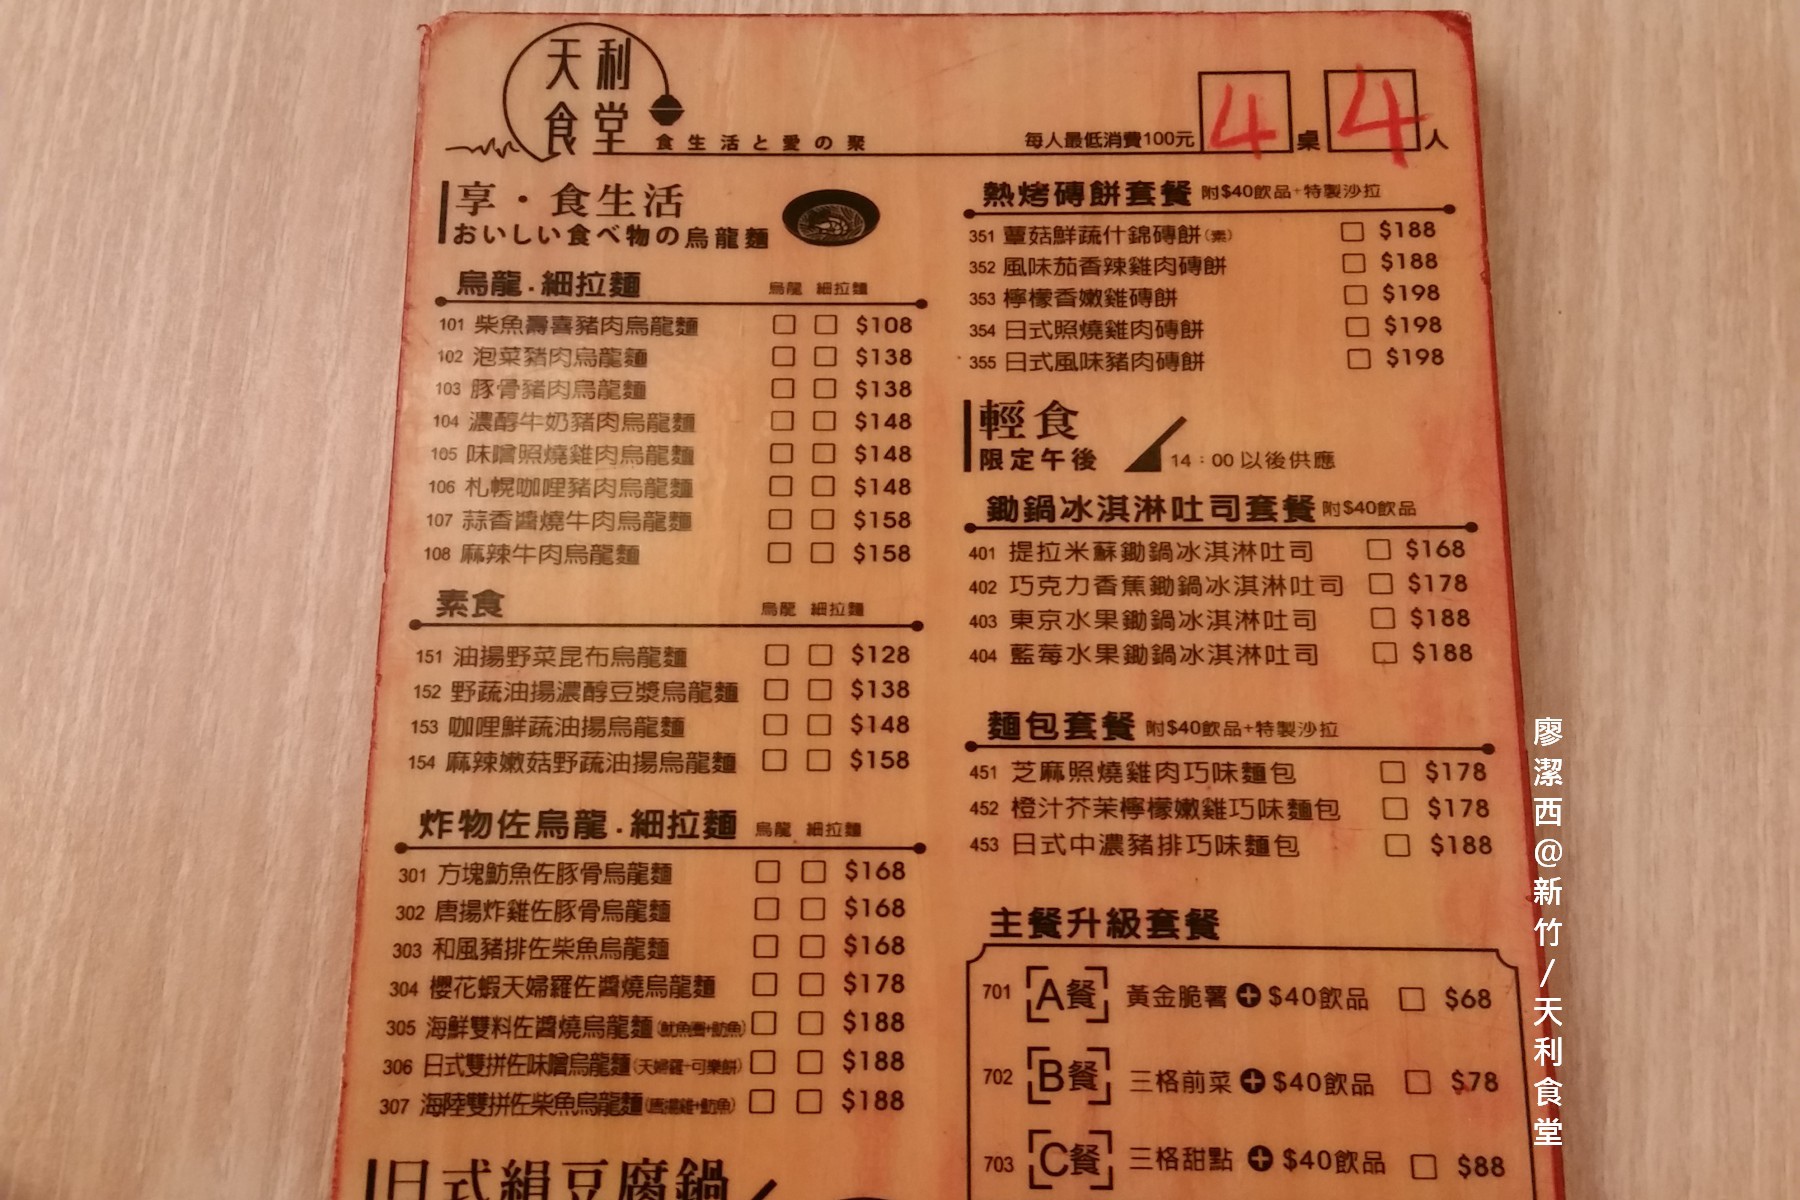 天利
食堂
食生活と愛の聚
每人最低消費100元 4 桌 4 人
享・食生活
おいしい食べ物の烏龍麵
烏龍.細拉麵 烏龍 細拉麵
101 柴魚壽喜豬肉烏龍麵 $108
102 泡菜豬肉烏龍麵 $138
103 豚骨豬肉烏龍麵 $138
104 濃醇牛奶豬肉烏龍麵 $148
105 味噌照燒雞肉烏龍麵 $148
106 札幌咖哩豬肉烏龍麵 $148
107 蒜香醬燒牛肉烏龍麵 $158
108 麻辣牛肉烏龍麵 $158
素食 烏龍 細拉麵
151 油揚野菜昆布烏龍麵 $128
152 野蔬油揚濃醇豆漿烏龍麵 $138
153 咖哩鮮蔬油揚烏龍麵 $148
154 麻辣嫩菇野蔬油揚烏龍麵 $158
炸物佐烏龍.細拉麵 烏龍 細拉麵
301 方塊魴魚佐豚骨烏龍麵 $168
302 唐揚炸雞佐豚骨烏龍麵 $168
303 和風豬排佐柴魚烏龍麵 $168
304 櫻花蝦天婦羅佐醬燒烏龍麵 $178
305 海鮮雙料佐醬燒烏龍麵(魷魚圈+魴魚) $188
306 日式雙拼佐味噌烏龍麵(天婦羅+可樂餅) $188
307 海陸雙拼佐柴魚烏龍麵(唐揚雞+魴魚) $188
日式絹豆腐鍋
熱烤磚餅套餐 附$40飲品+特製沙拉
351 蕈菇鮮蔬什錦磚餅(素) $188
352 風味茄香辣雞肉磚餅 $188
353 檸檬香嫩雞磚餅 $198
354 日式照燒雞肉磚餅 $198
355 日式風味豬肉磚餅 $198
輕食
限定午後 14：00以後供應
鋤鍋冰淇淋吐司套餐 附$40飲品
401 提拉米蘇鋤鍋冰淇淋吐司 $168
402 巧克力香蕉鋤鍋冰淇淋吐司 $178
403 東京水果鋤鍋冰淇淋吐司 $188
404 藍莓水果鋤鍋冰淇淋吐司 $188
麵包套餐 附$40飲品+特製沙拉
451 芝麻照燒雞肉巧味麵包 $178
452 橙汁芥茉檸檬嫩雞巧味麵包 $178
453 日式中濃豬排巧味麵包 $188
主餐升級套餐
701 A餐 黃金脆薯+$40飲品 $68
702 B餐 三格前菜+$40飲品 $78
703 C餐 三格甜點+$40飲品 $88
廖潔西@新竹/天利食堂